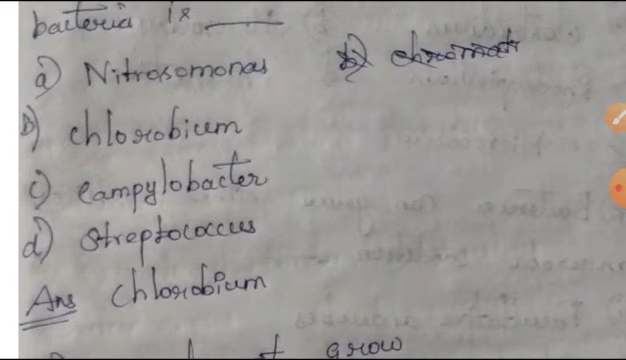 bacteria is ____
a) Nitrosomonas
b) chlorobium
c) campylobacter
d) Streptococcus
Ans chlorobium
grow